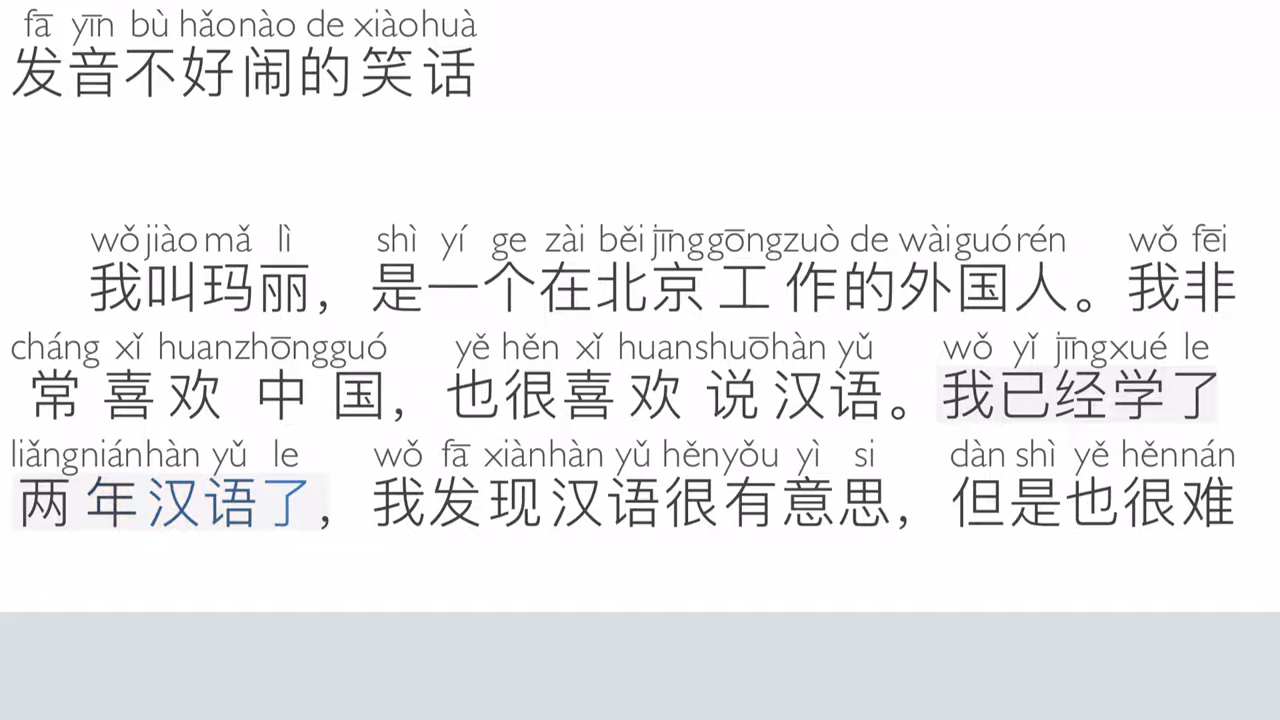 fā yīn bù hǎonào de xiàohuà
发音不好闹的笑话
wǒ jiào mǎ lì shì yí ge zài běi jīnggōngzuò de wàiguórén wǒ fēi
我叫玛丽，是一个在北京工作的外国人。我非
cháng xǐ huanzhōngguó yě hěn xǐ huanshuōhàn yǔ wǒ yǐ jīngxué le
常喜欢中国，也很喜欢说汉语。我已经学了
liǎngniánhàn yǔ le wǒ fā xiànhàn yǔ hěnyǒu yì si dàn shì yě hěnnán
两年汉语了，我发现汉语很有意思，但是也很难